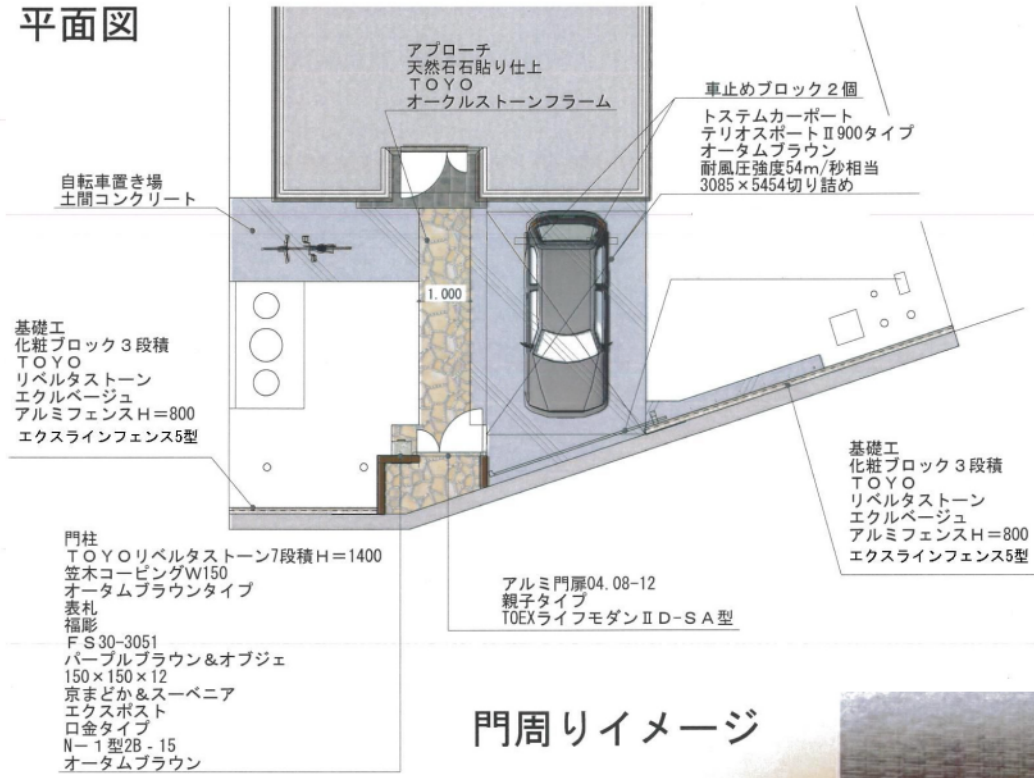 平面図
アプローチ
天然石石貼り仕上
TOYO
オークルストーンフラーム
車止めブロック2個
トステムカーポート
テリオスポートⅡ900タイプ
オータムブラウン
耐風圧強度54m/秒相当
3085×5454切り詰め
自転車置き場
土間コンクリート
1.000
基礎工
化粧ブロック3段積
TOYO
リベルタストーン
エクルベージュ
アルミフェンスH=800
エクスラインフェンス5型
基礎工
化粧ブロック3段積
TOYO
リベルタストーン
エクルベージュ
アルミフェンスH=800
エクスラインフェンス5型
門柱
TOYOリベルタストーン7段積H=1400
笠木コーピングW150
オータムブラウンタイプ
表札
福彫
FS30-3051
パープルブラウン&オブジェ
150×150×12
京まどか&スーベニア
エクスポスト
口金タイプ
N-1型2B-15
オータムブラウン
アルミ門扉04.08-12
親子タイプ
TOEXライフモダンⅡD-SA型
門周りイメージ